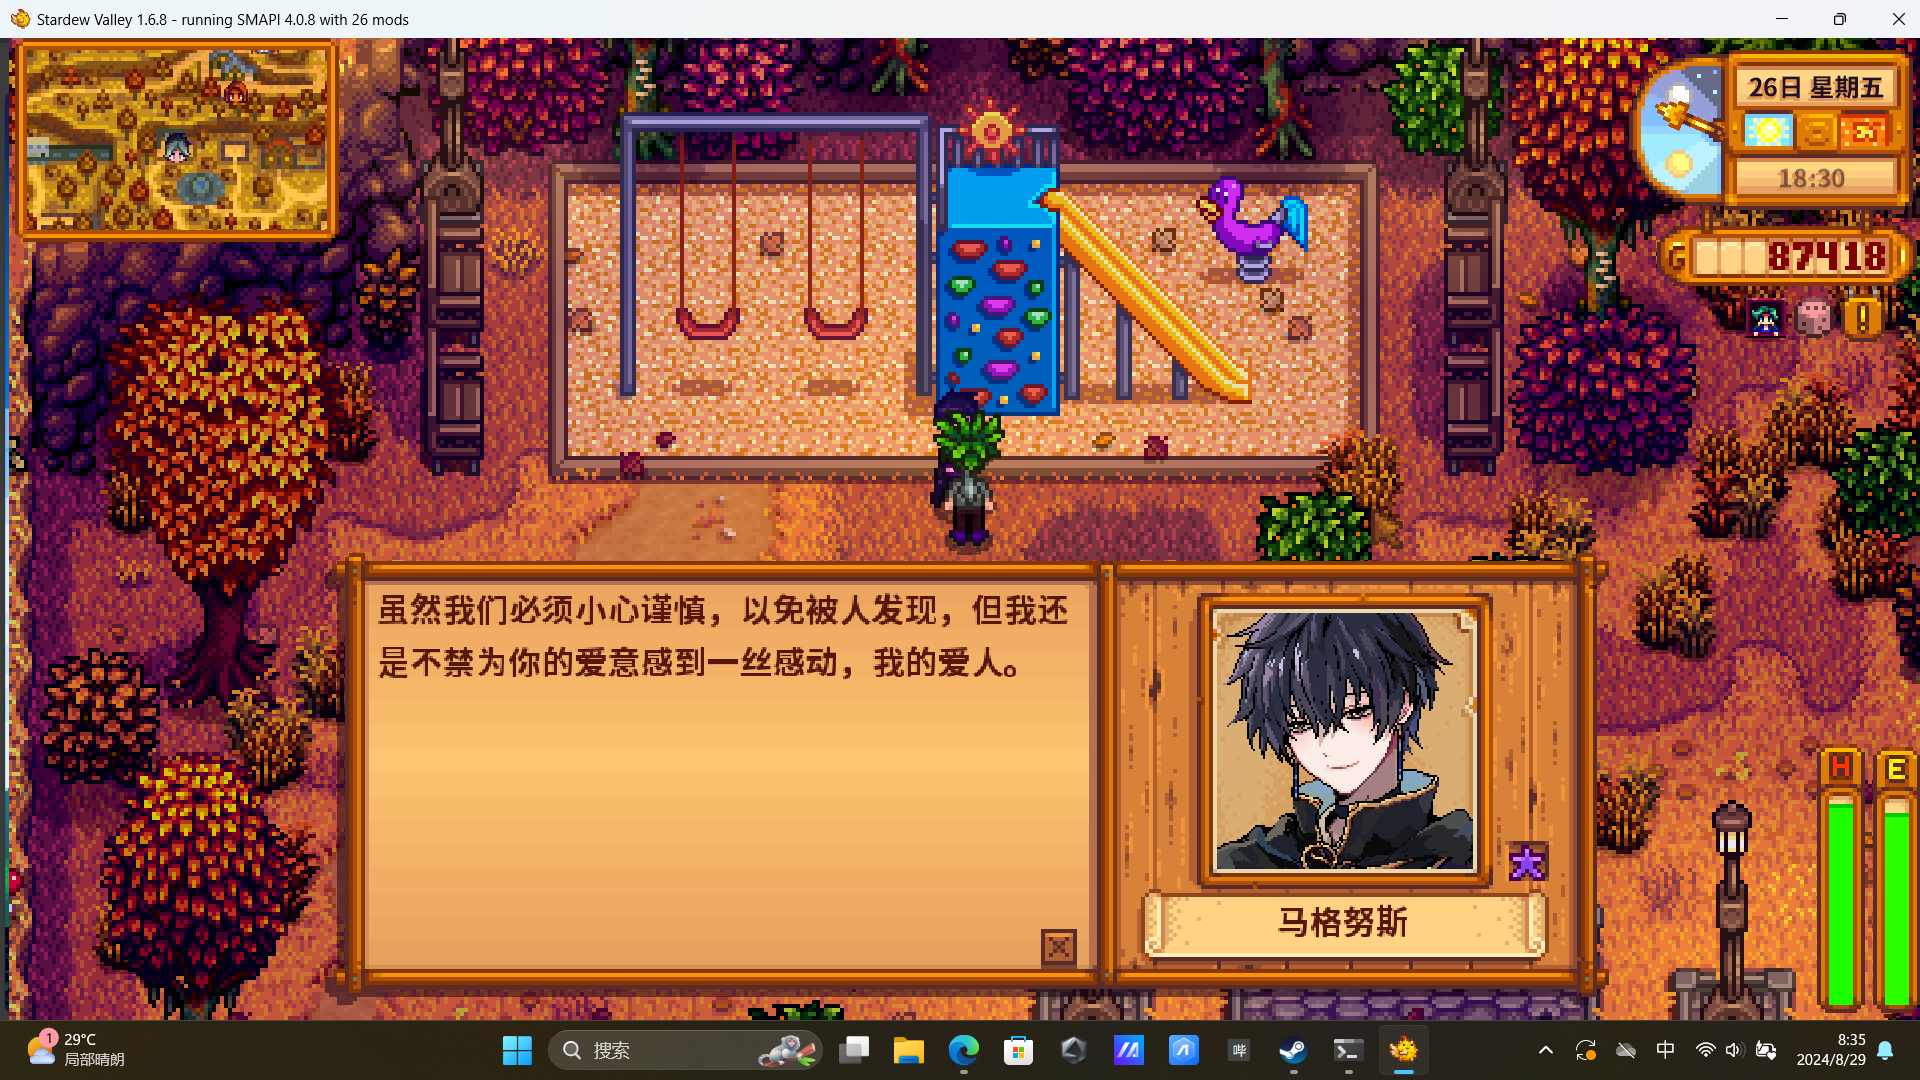 Stardew Valley 1.6.8 - running SMAPI 4.0.8 with 26 mods
26日 星期五
18:30
G 87418
虽然我们必须小心谨慎，以免被人发现，但我还
是不禁为你的爱意感到一丝感动，我的爱人。
马格努斯
H E
1
29°C
局部晴朗
搜索
哔
中
8:35
2024/8/29